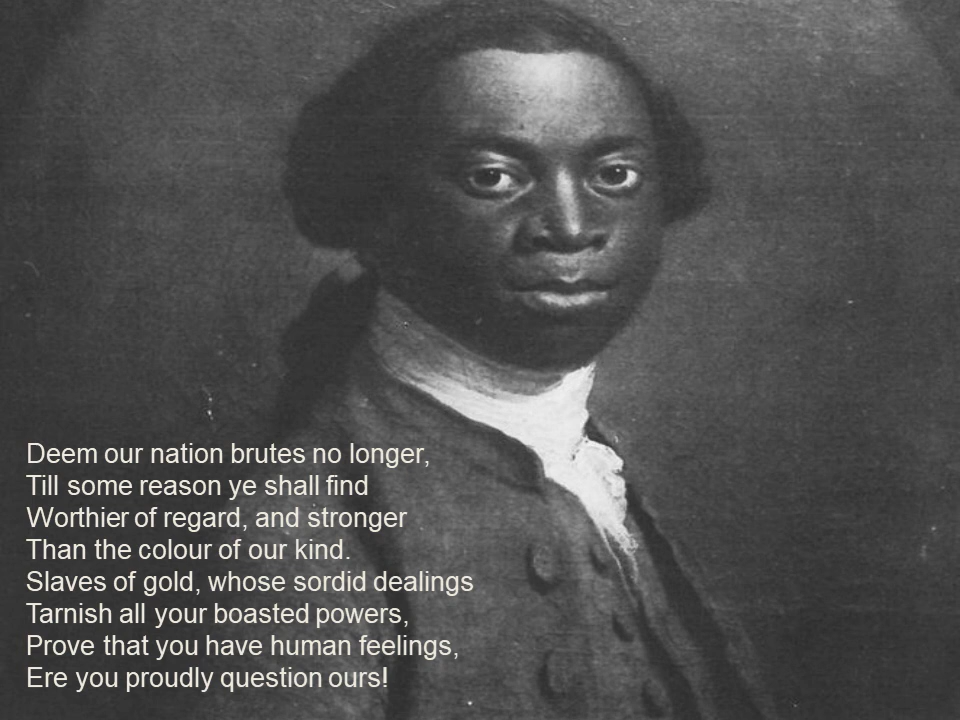 Deem our nation brutes no longer,
Till some reason ye shall find
Worthier of regard, and stronger
Than the colour of our kind.
Slaves of gold, whose sordid dealings
Tarnish all your boasted powers,
Prove that you have human feelings,
Ere you proudly question ours!